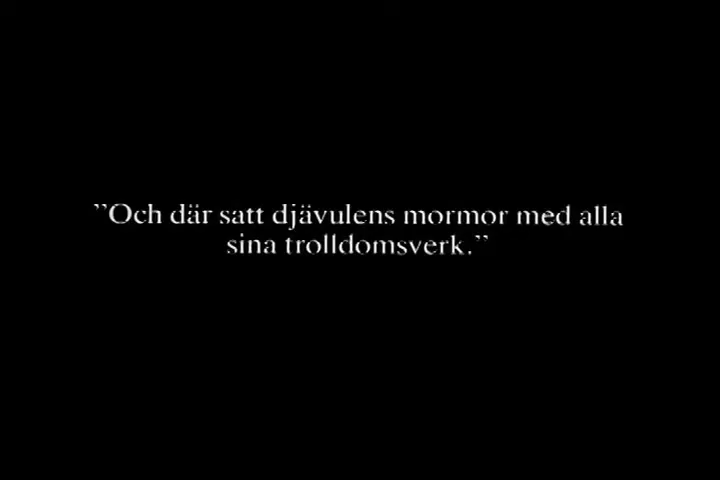 ”Och där satt djävulens mormor med alla
sina trolldomsverk.”